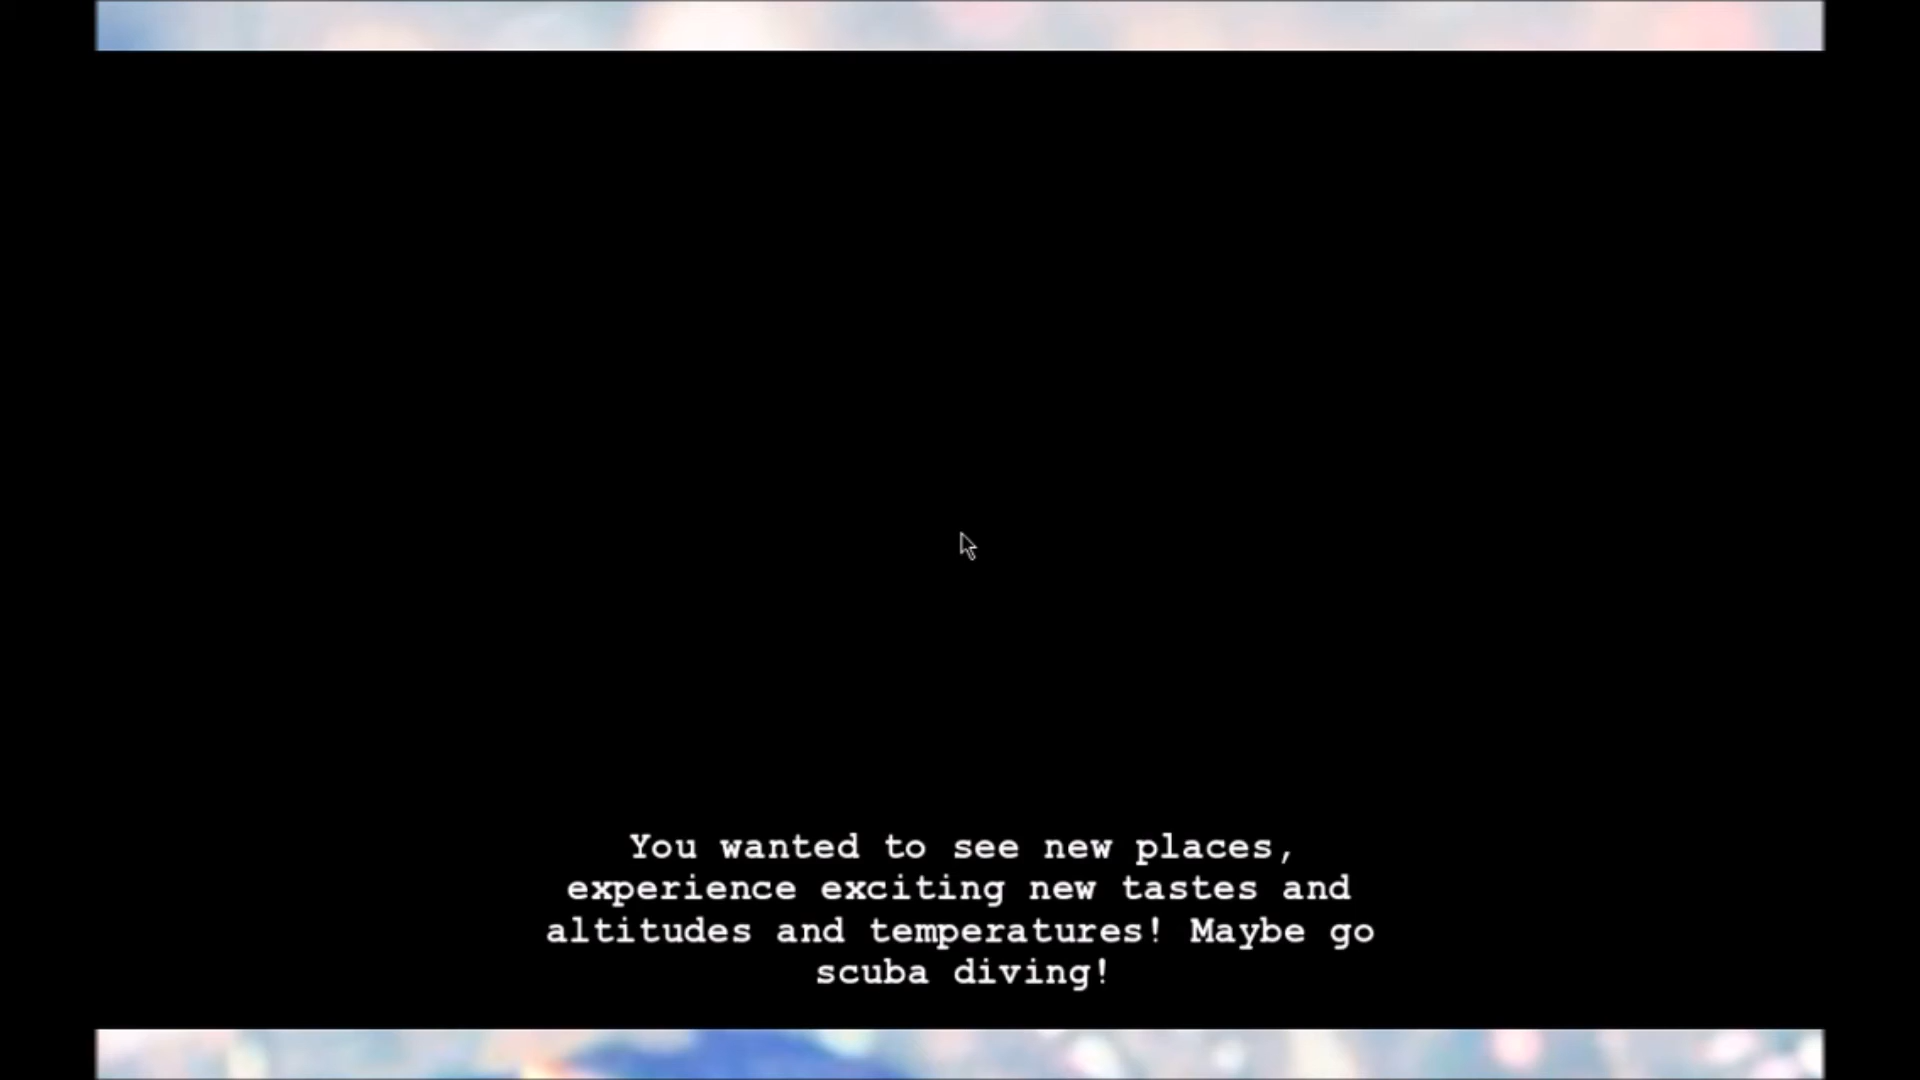 You wanted to see new places,
experience exciting new tastes and
altitudes and temperatures! Maybe go
scuba diving!